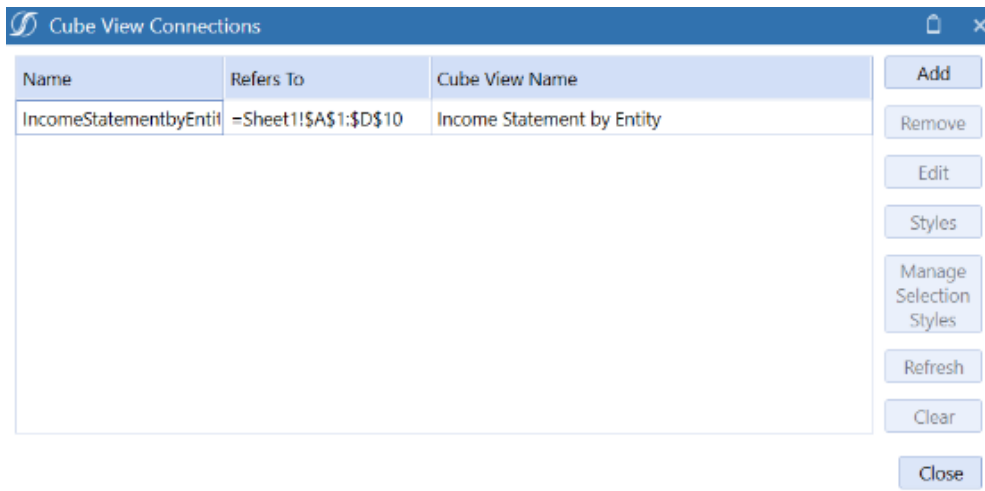 Cube View Connections
Name Refers To Cube View Name
IncomeStatementbyEntit =Sheet1!$A$1:$D$10 Income Statement by Entity
Add
Remove
Edit
Styles
Manage
Selection
Styles
Refresh
Clear
Close